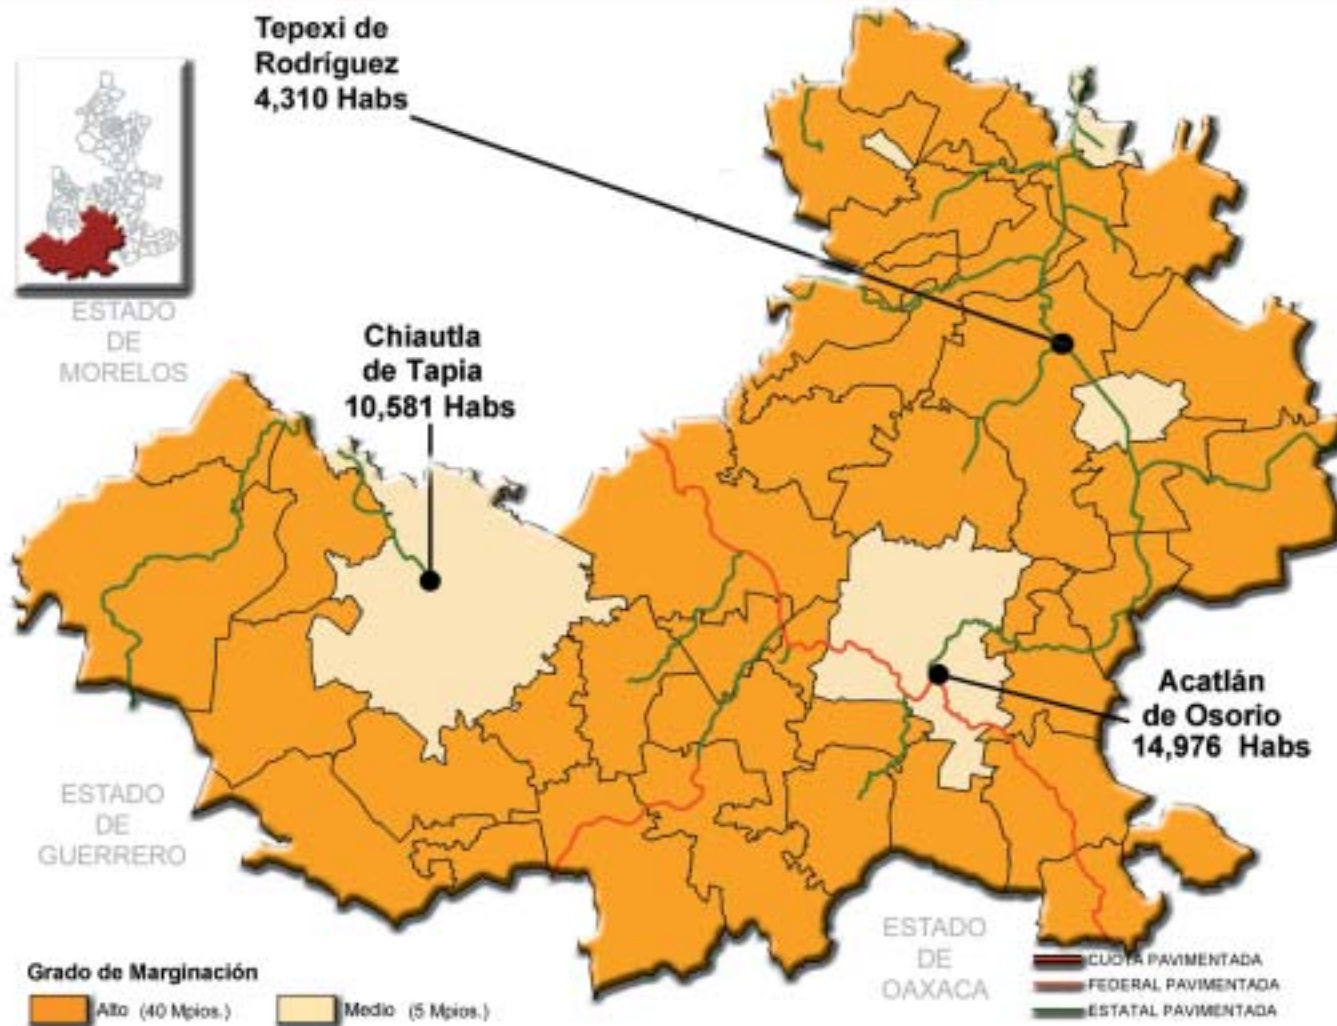 Tepexi de
Rodríguez
4,310 Habs
ESTADO
DE
MORELOS
Chiautla
de Tapia
10,581 Habs
Acatlán
de Osorio
14,976 Habs
ESTADO
DE
GUERRERO
ESTADO
DE
OAXACA
Grado de Marginación
Alto (40 Mpios.)
Medio (5 Mpios.)
CUOTA PAVIMENTADA
FEDERAL PAVIMENTADA
ESTATAL PAVIMENTADA